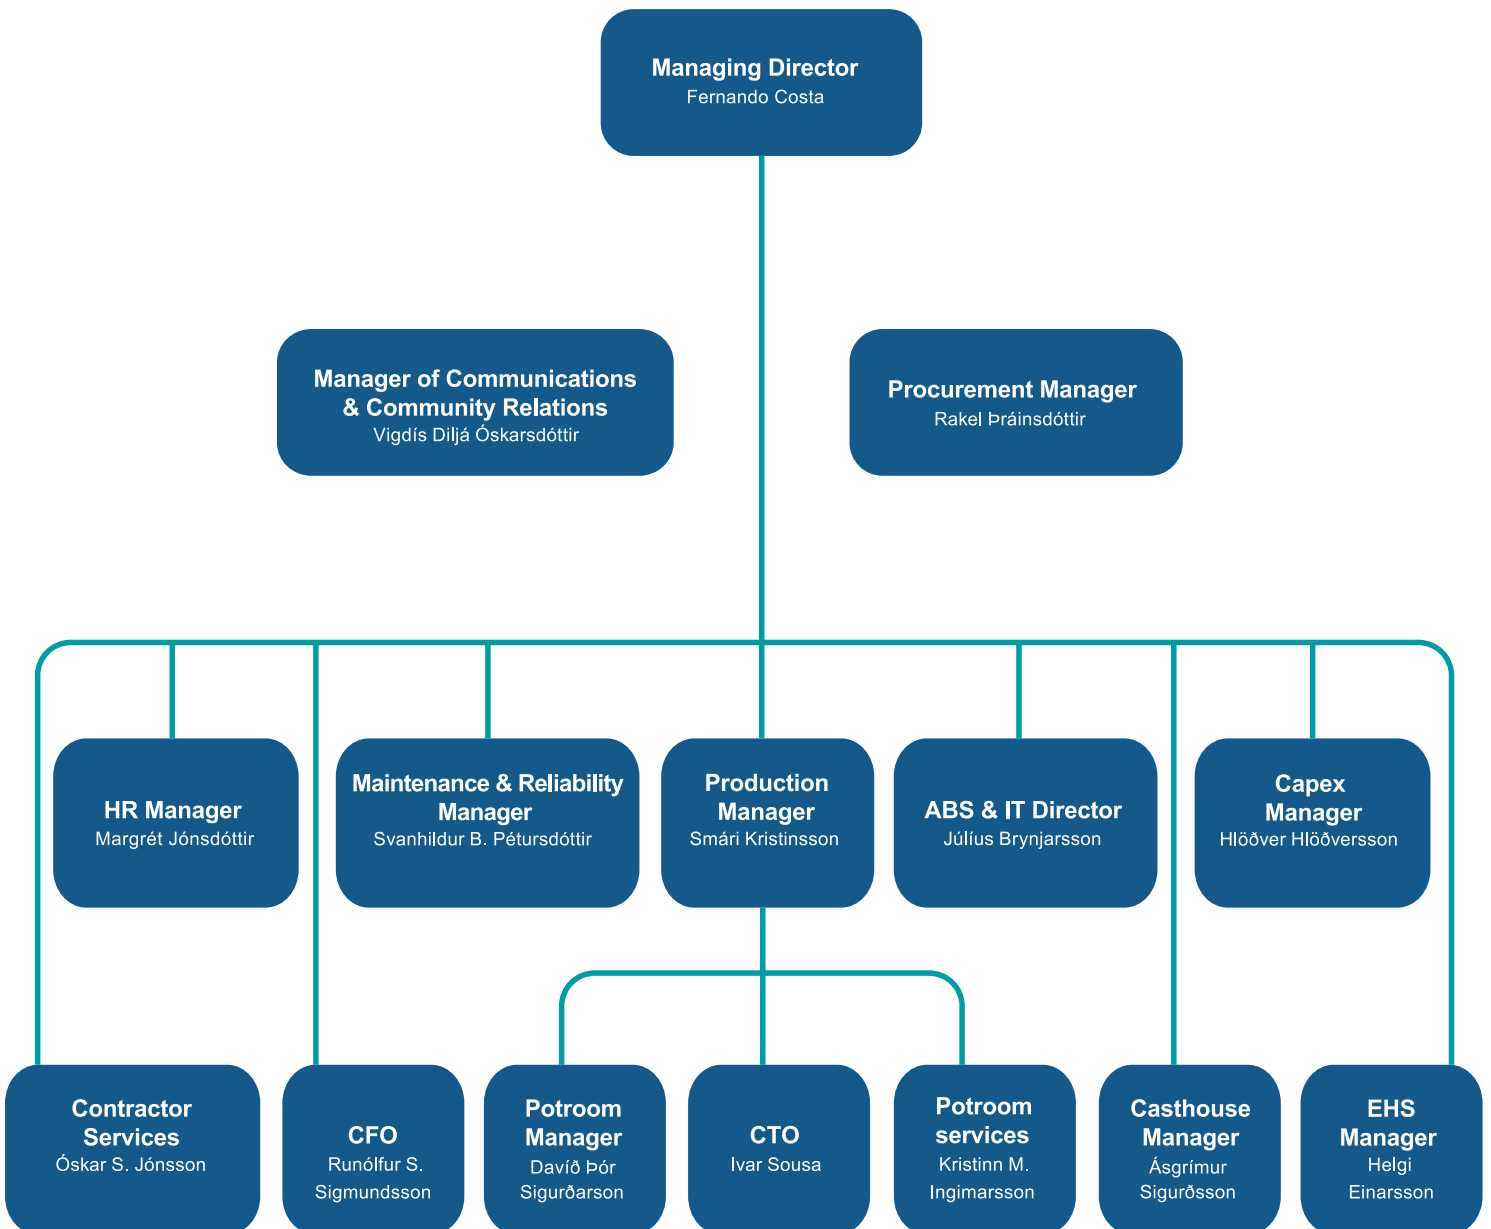 Managing Director
Fernando Costa
Manager of Communications
& Community Relations
Vigdís Diljá Óskarsdóttir
Procurement Manager
Rakel Þráinsdóttir
HR Manager
Margrét Jónsdóttir
Maintenance & Reliability
Manager
Svanhildur B. Pétursdóttir
Production
Manager
Smári Kristinsson
ABS & IT Director
Júlíus Brynjarsson
Capex
Manager
Hlöðver Hlöðversson
Contractor
Services
Óskar S. Jónsson
CFO
Runólfur S.
Sigmundsson
Potroom
Manager
Davíð Þór
Sigurðarson
CTO
Ivar Sousa
Potroom
services
Kristinn M.
Ingimarsson
Casthouse
Manager
Ásgrímur
Sigurðsson
EHS
Manager
Helgi
Einarsson